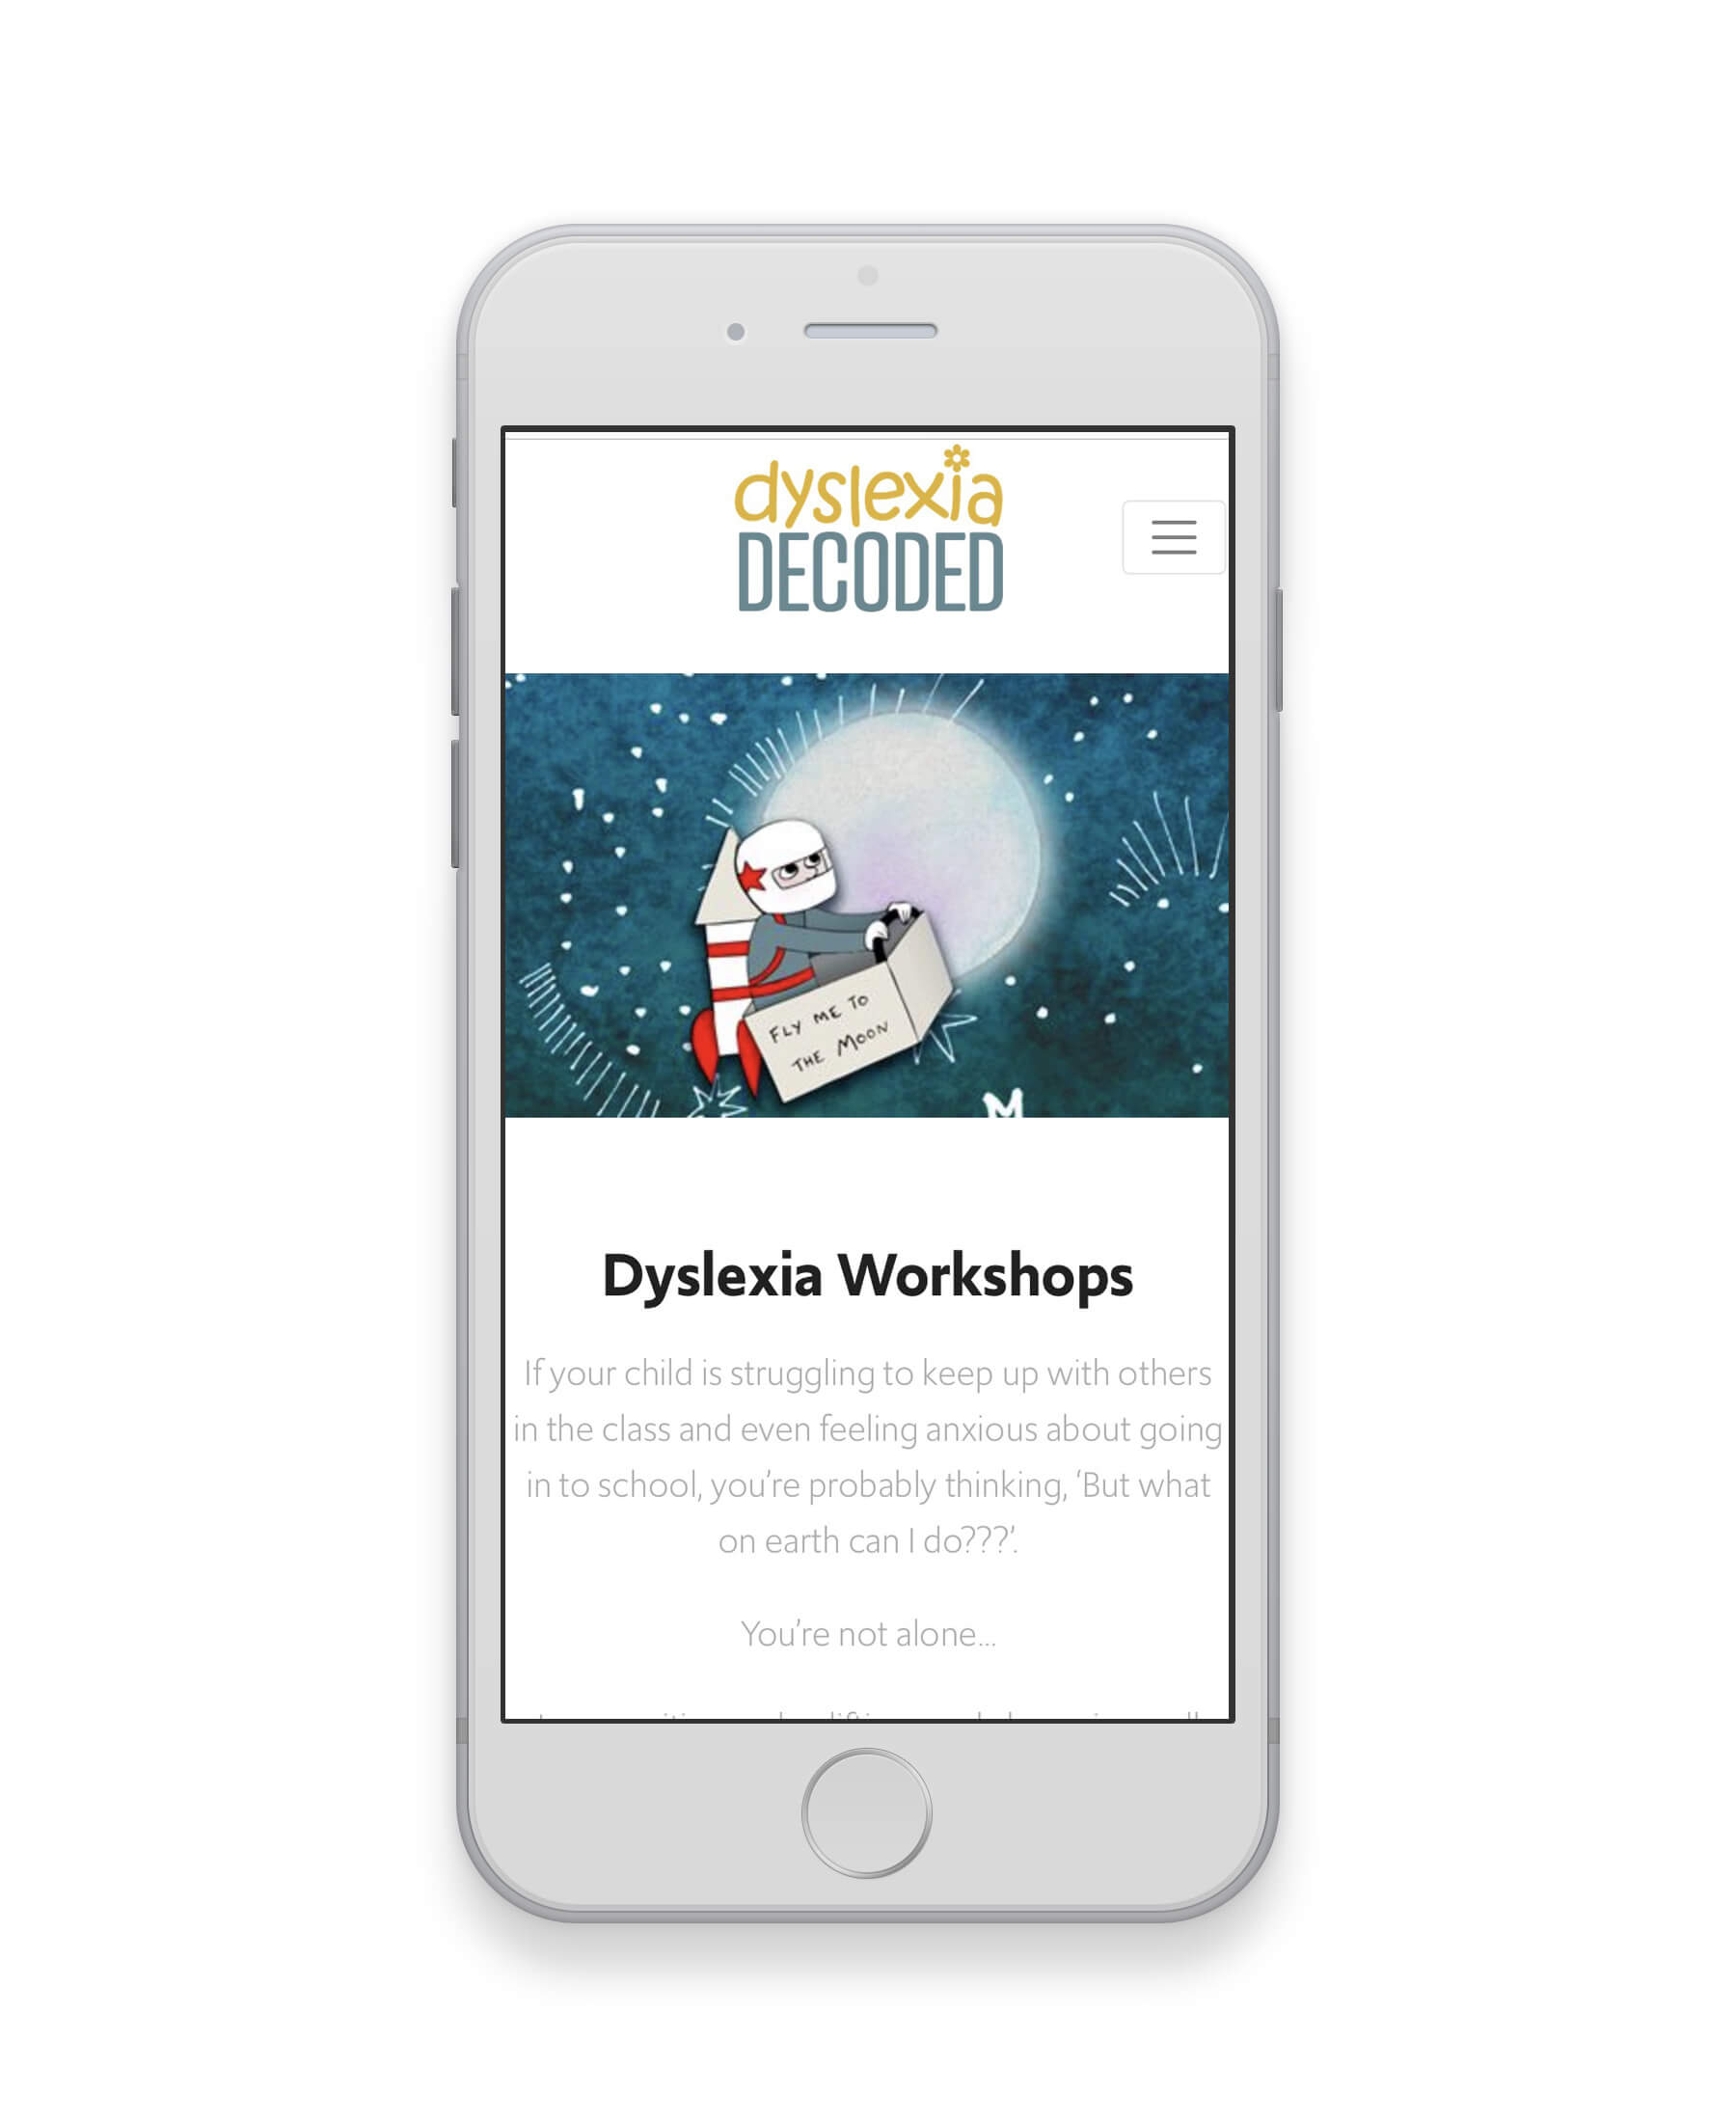 dyslexia
DECODED
FLY ME TO
THE MOON
M
Dyslexia Workshops
If your child is struggling to keep up with others
in the class and even feeling anxious about going
in to school, you're probably thinking, ‘But what
on earth can I do???’.
You're not alone...